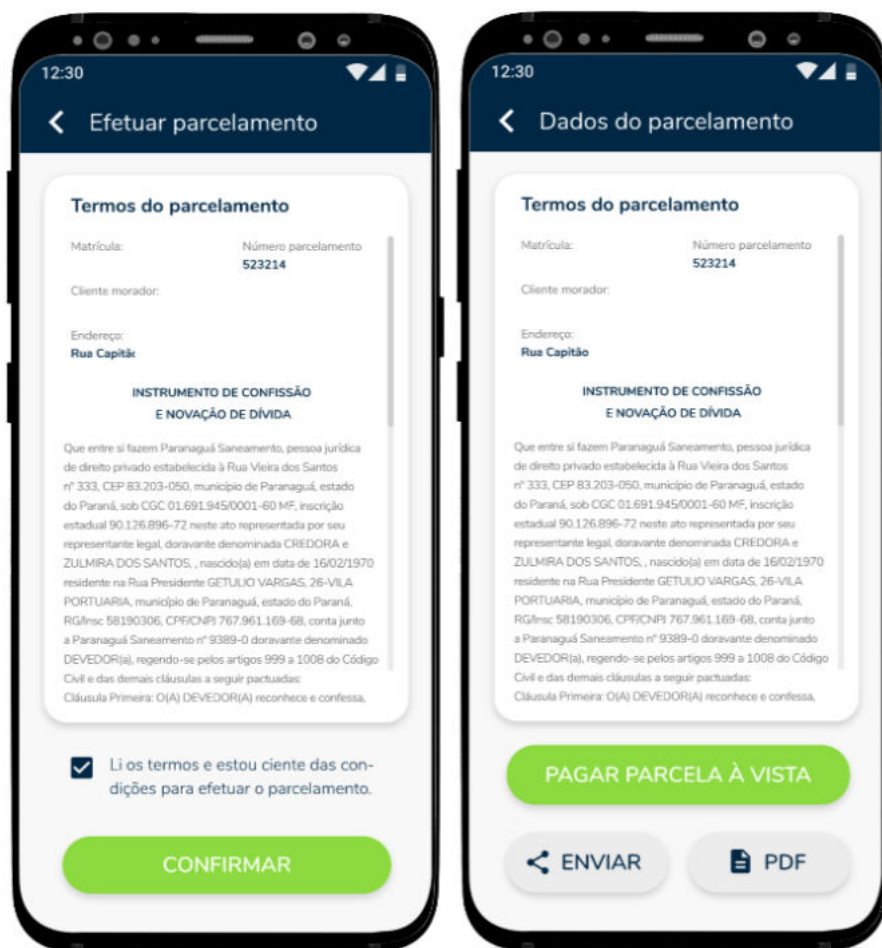 12:30
Efetuar parcelamento
Termos do parcelamento
Matrícula:
Número parcelamento
523214
Cliente morador:
Endereço:
Rua Capitão
INSTRUMENTO DE CONFISSÃO
E NOVAÇÃO DE DÍVIDA
Que entre si fazem Paranaguá Saneamento, pessoa jurídica
de direito privado estabelecida à Rua Vieira dos Santos
nº 333, CEP 83.203-050, município de Paranaguá, estado
do Paraná, sob CGC 01.691.945/0001-60 MF, inscrição
estadual 90.126.896-72 neste ato representada por seu
representante legal, doravante denominada CREDORA e
ZULMIRA DOS SANTOS, , nascido(a) em data de 16/02/1970
residente na Rua Presidente GETULIO VARGAS, 26-VILA
PORTUARIA, município de Paranaguá, estado do Paraná,
RG/Insc 58190306, CPF/CNPJ 767.961.169-68, conta junto
a Paranaguá Saneamento nº 9389-0 doravante denominado
DEVEDOR(a), regendo-se pelos artigos 999 a 1008 do Código
Civil e das demais cláusulas a seguir pactuadas:
Cláusula Primeira: O(A) DEVEDOR(A) reconhece e confessa,
Li os termos e estou ciente das con-
dições para efetuar o parcelamento.
CONFIRMAR
12:30
Dados do parcelamento
Termos do parcelamento
Matrícula:
Número parcelamento
523214
Cliente morador:
Endereço:
Rua Capitão
INSTRUMENTO DE CONFISSÃO
E NOVAÇÃO DE DÍVIDA
Que entre si fazem Paranaguá Saneamento, pessoa jurídica
de direito privado estabelecida à Rua Vieira dos Santos
nº 333, CEP 83.203-050, município de Paranaguá, estado
do Paraná, sob CGC 01.691.945/0001-60 MF, inscrição
estadual 90.126.896-72 neste ato representada por seu
representante legal, doravante denominada CREDORA e
ZULMIRA DOS SANTOS, , nascido(a) em data de 16/02/1970
residente na Rua Presidente GETULIO VARGAS, 26-VILA
PORTUARIA, município de Paranaguá, estado do Paraná,
RG/Insc 58190306, CPF/CNPJ 767.961.169-68, conta junto
a Paranaguá Saneamento nº 9389-0 doravante denominado
DEVEDOR(a), regendo-se pelos artigos 999 a 1008 do Código
Civil e das demais cláusulas a seguir pactuadas:
Cláusula Primeira: O(A) DEVEDOR(A) reconhece e confessa,
PAGAR PARCELA À VISTA
ENVIAR
PDF